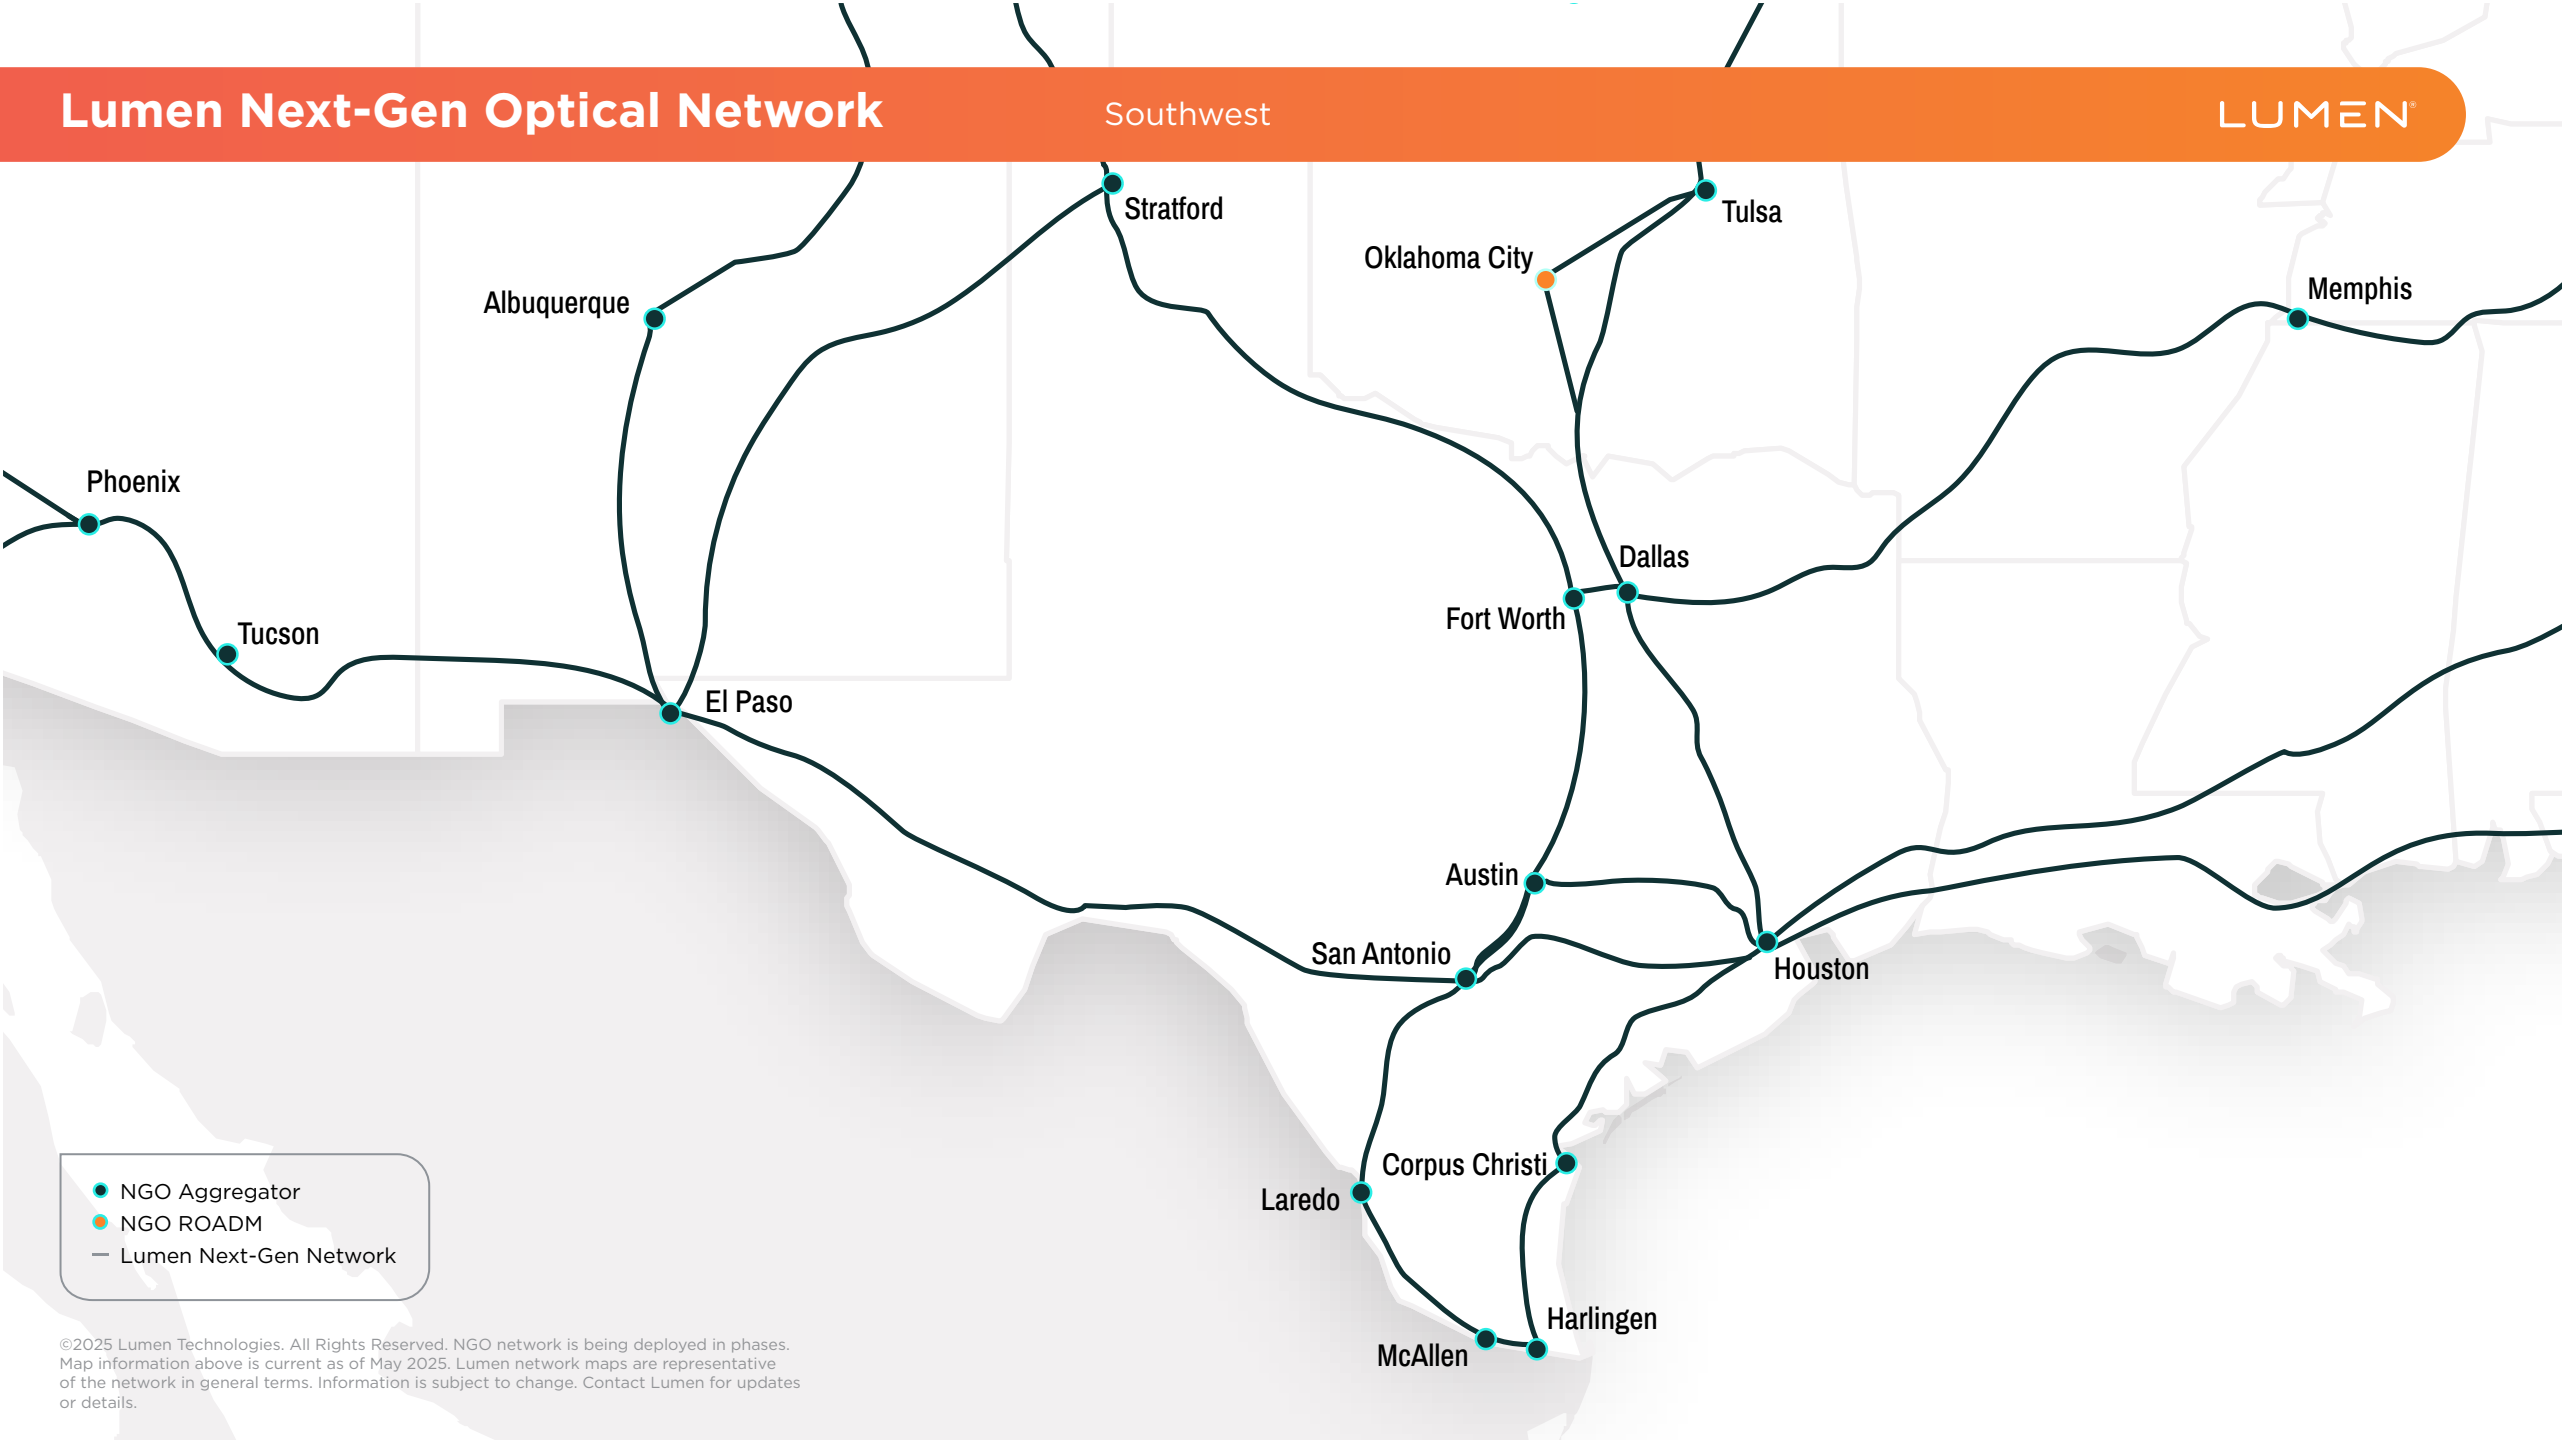 Lumen Next-Gen Optical Network
Southwest
LUMEN®
Stratford
Tulsa
Oklahoma City
Memphis
Albuquerque
Phoenix
Dallas
Fort Worth
Tucson
El Paso
Austin
San Antonio
Houston
Corpus Christi
Laredo
Harlingen
McAllen
NGO Aggregator
NGO ROADM
Lumen Next-Gen Network
©2025 Lumen Technologies. All Rights Reserved. NGO network is being deployed in phases.
Map information above is current as of May 2025. Lumen network maps are representative
of the network in general terms. Information is subject to change. Contact Lumen for updates
or details.